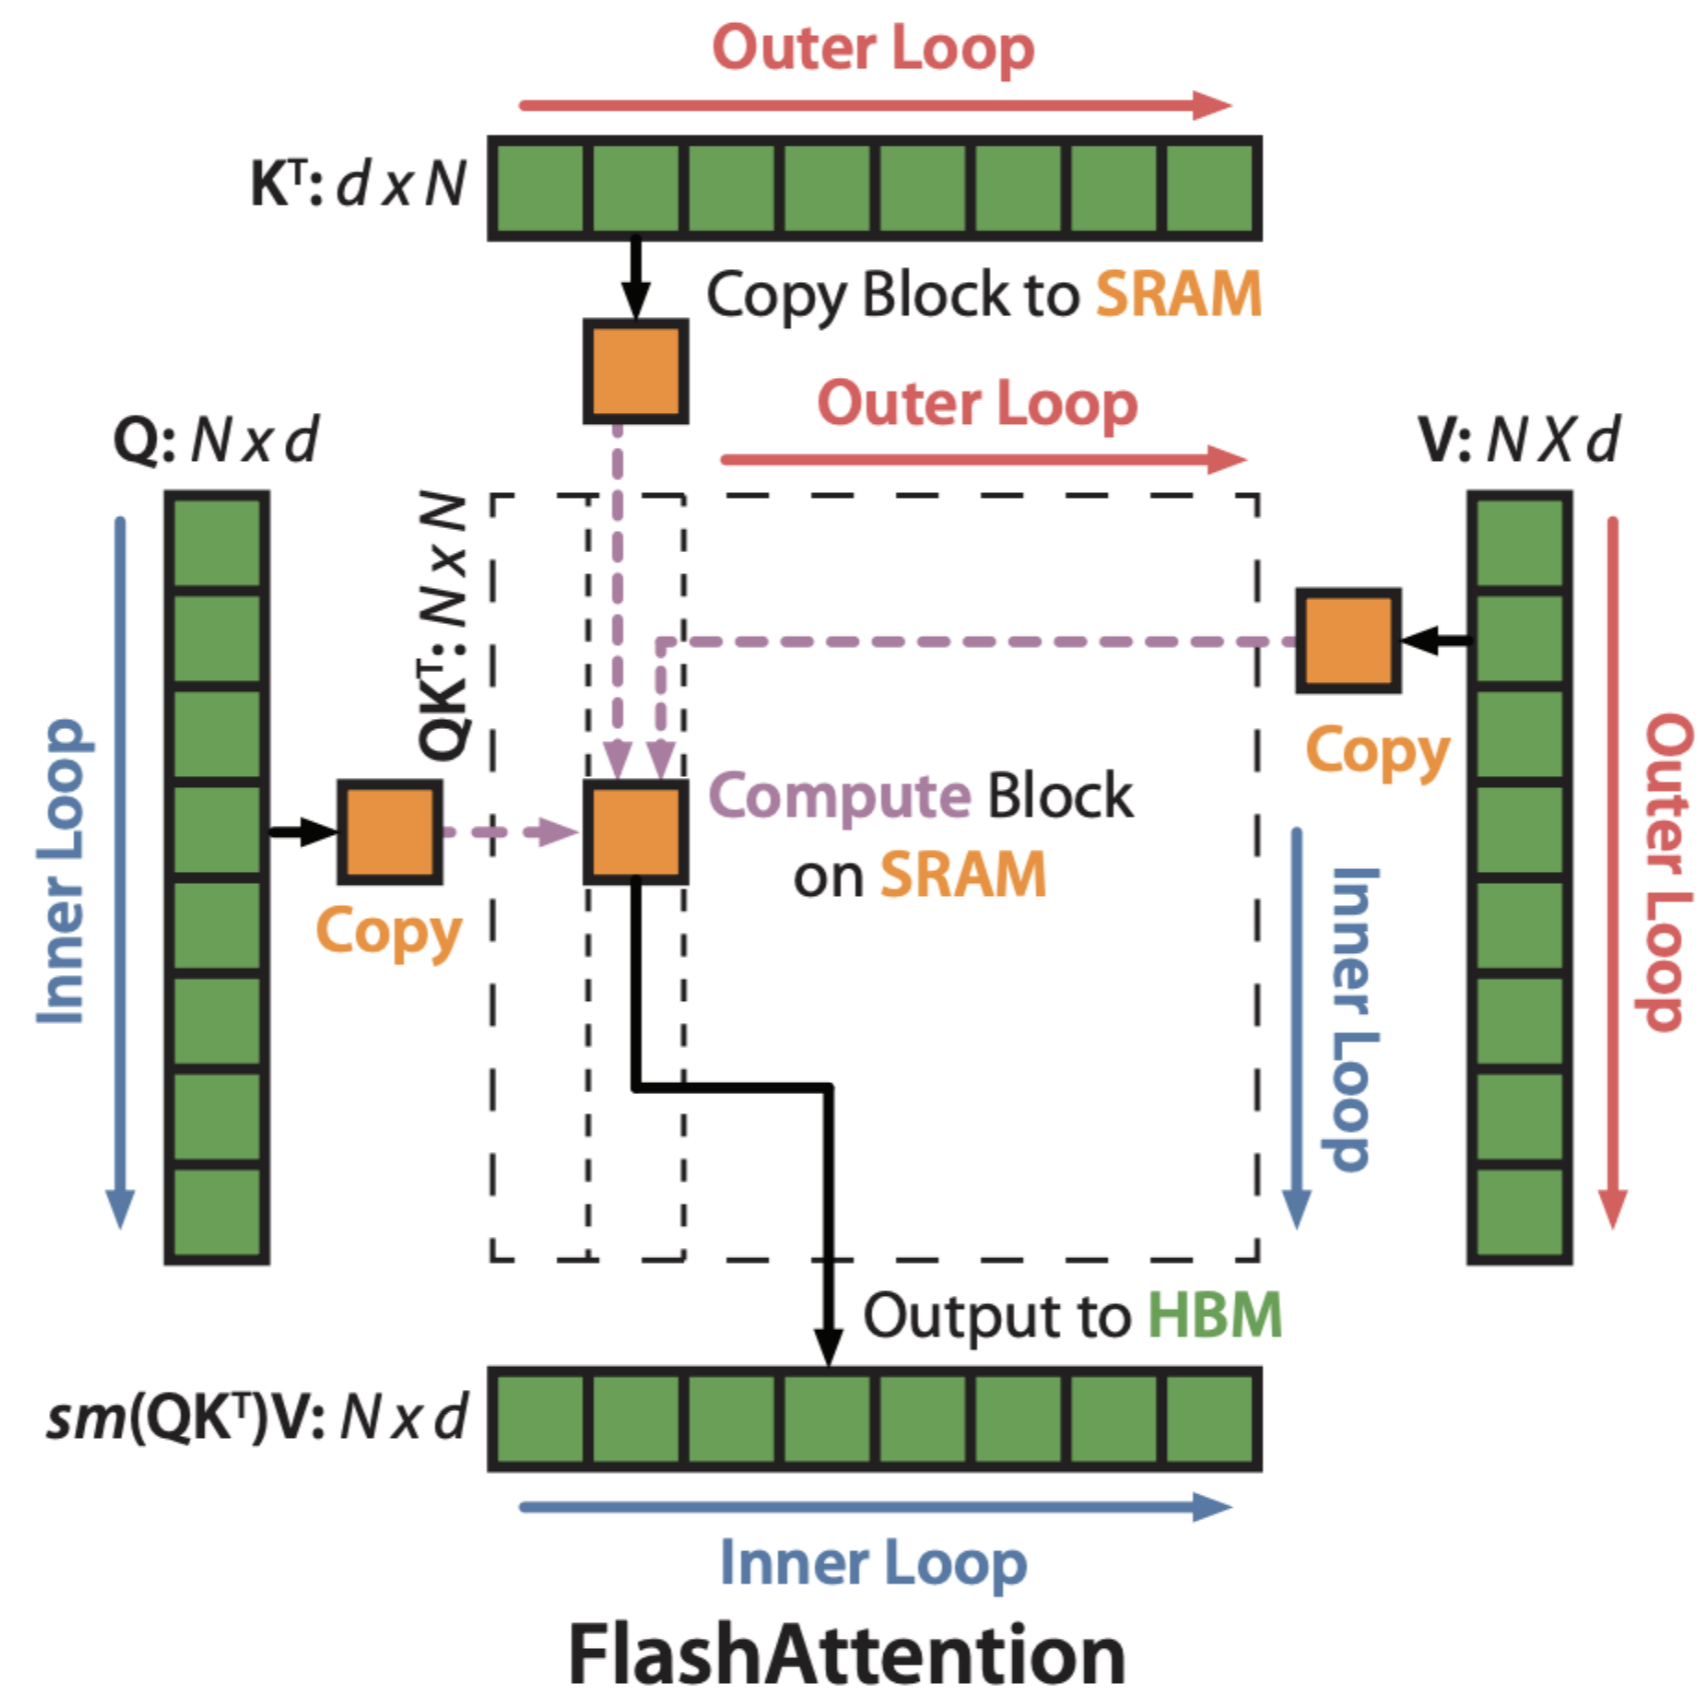 Outer Loop
Kᵀ: d x N
Copy Block to SRAM
Outer Loop
Q: N x d
V: N X d
QKᵀ: N x N
Inner Loop
Copy
Compute Block
on SRAM
Copy
Inner Loop
Outer Loop
Output to HBM
sm(QKᵀ)V: N x d
Inner Loop
FlashAttention